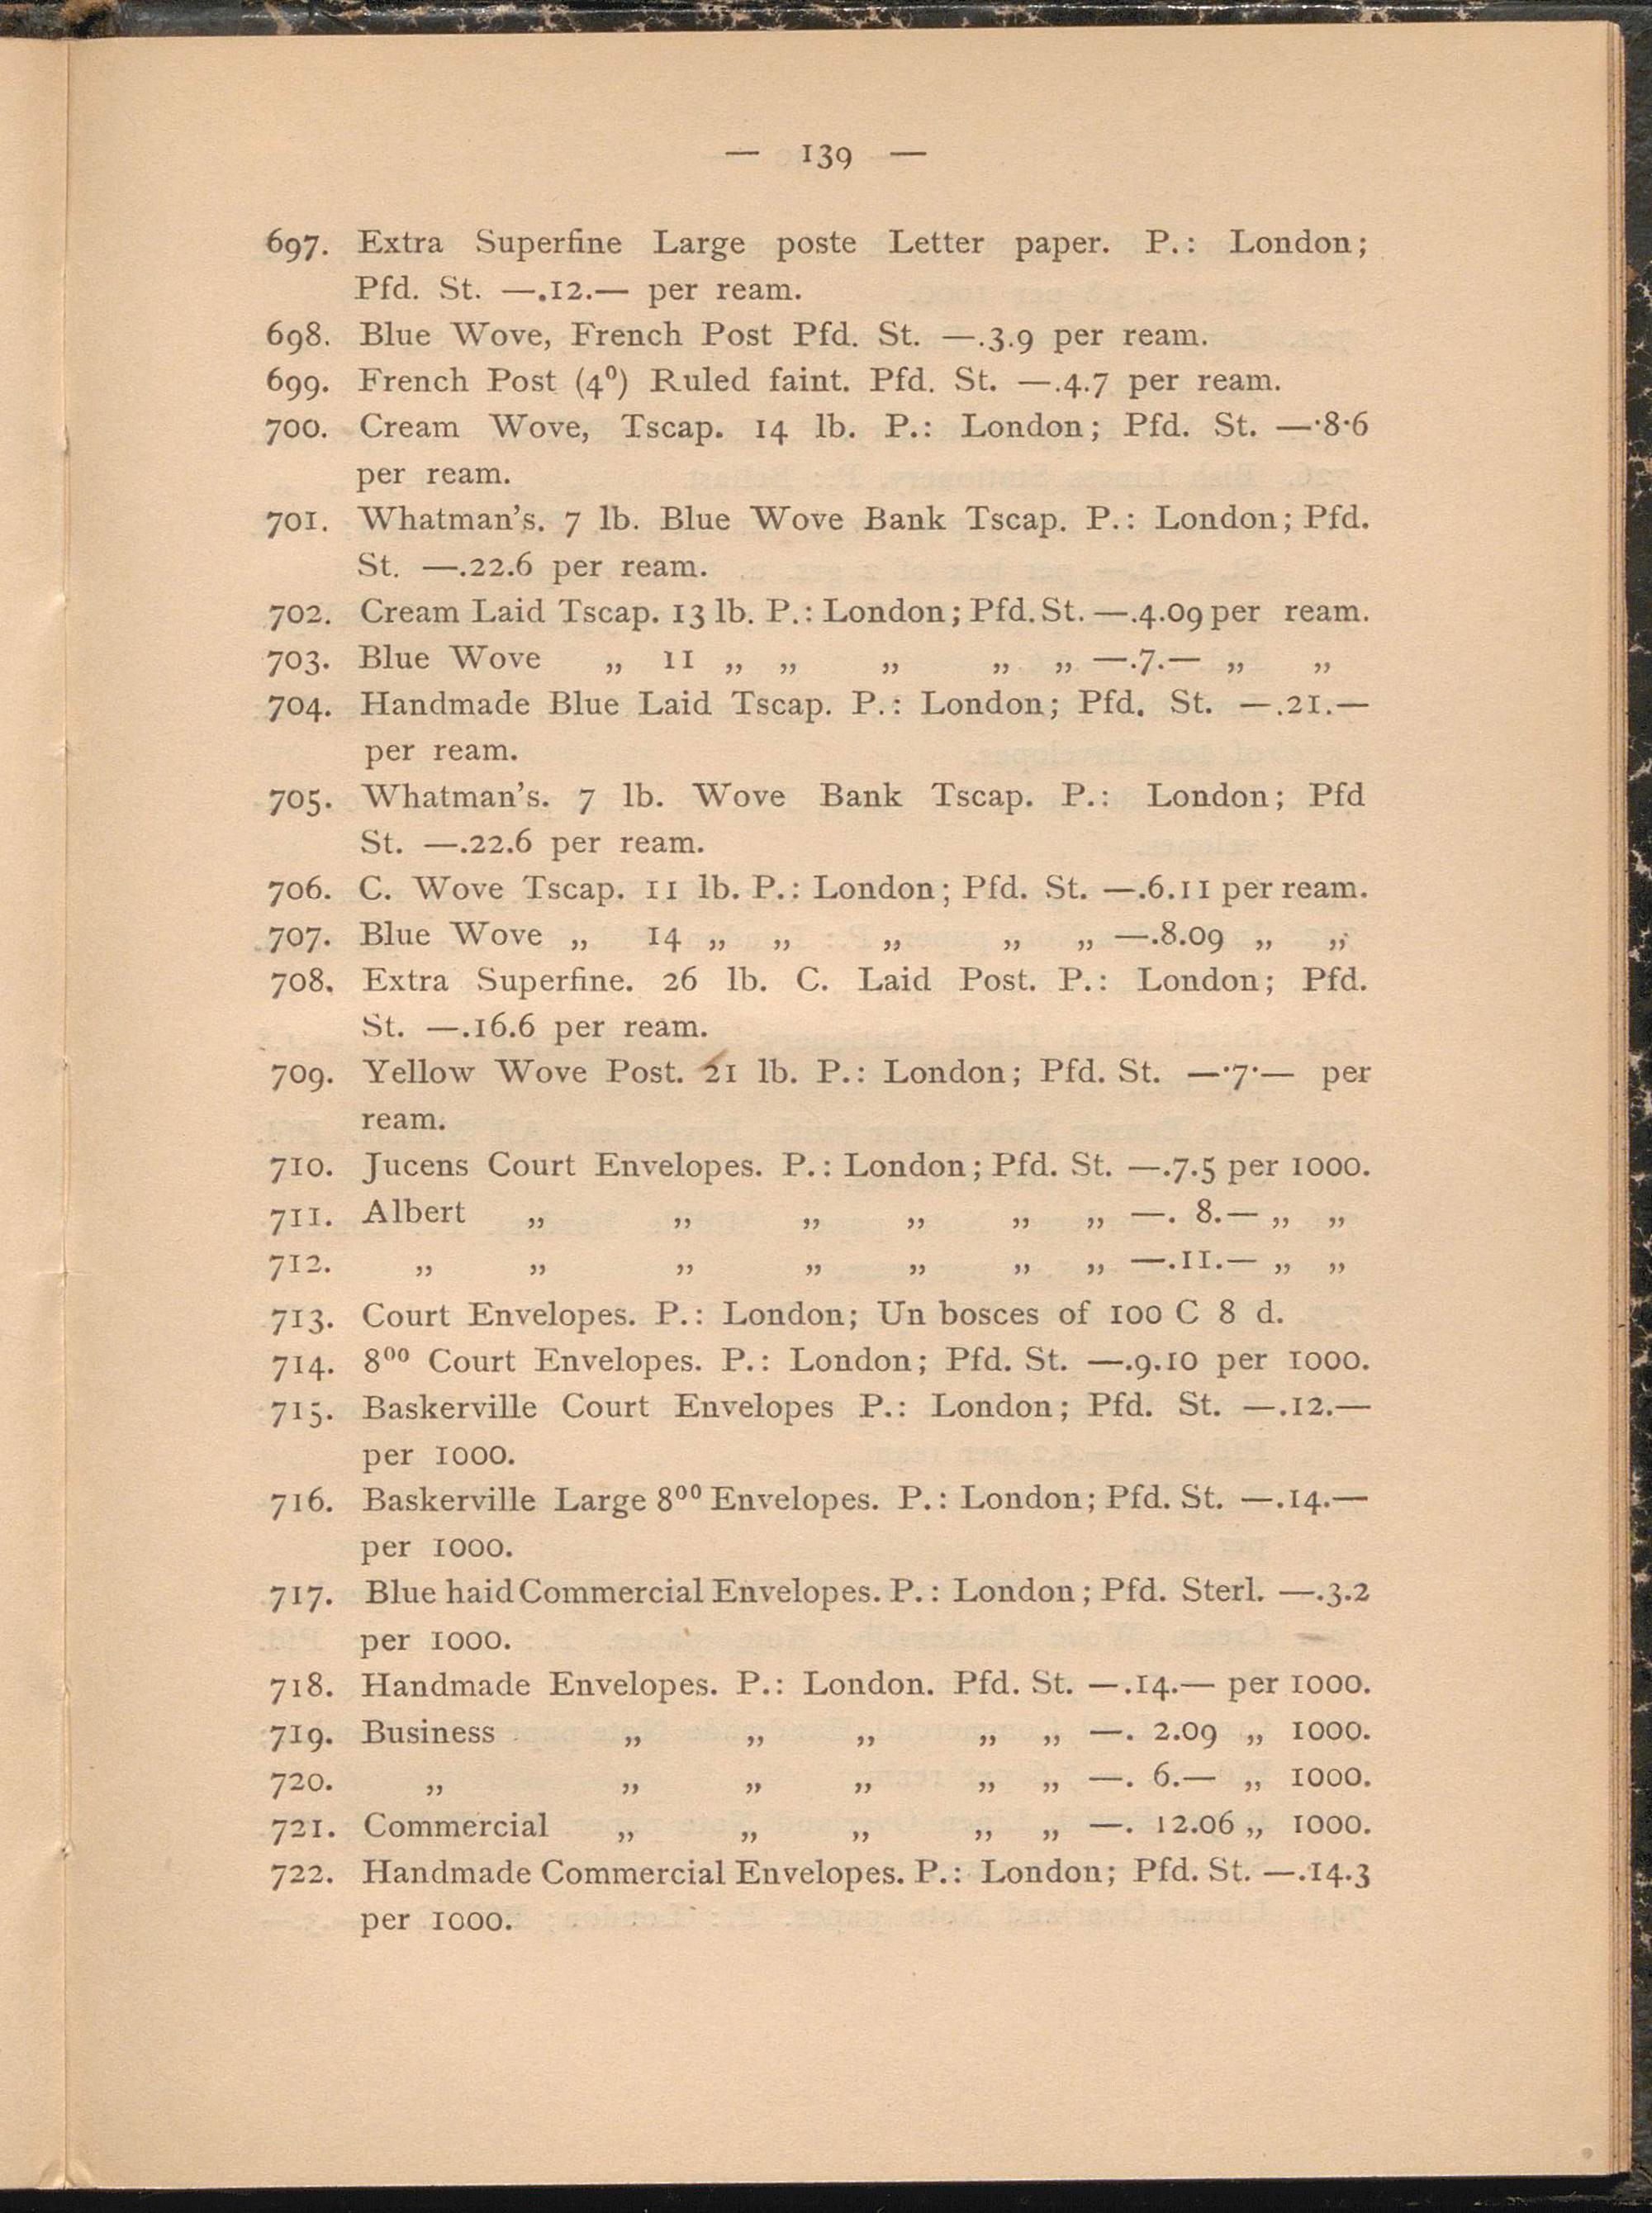 — 139 —
697. Extra Superfine Large poste Letter paper. P.: London;
Pfd. St. —.12.— per ream.
698. Blue Wove, French Post Pfd. St. —.3.9 per ream.
699. French Post (4⁰) Ruled faint. Pfd. St. —.4.7 per ream.
700. Cream Wove, Tscap. 14 lb. P.: London; Pfd. St. —·8·6
per ream.
701. Whatman's. 7 lb. Blue Wove Bank Tscap. P.: London; Pfd.
St. —.22.6 per ream.
702. Cream Laid Tscap. 13 lb. P.: London; Pfd. St. —.4.09 per ream.
703. Blue Wove „ 11 „ „ „ „ „ —.7.— „ „
704. Handmade Blue Laid Tscap. P.: London; Pfd. St. —.21.—
per ream.
705. Whatman's. 7 lb. Wove Bank Tscap. P.: London; Pfd
St. —.22.6 per ream.
706. C. Wove Tscap. 11 lb. P.: London; Pfd. St. —.6.11 per ream.
707. Blue Wove „ 14 „ „ „ „ „ —.8.09 „ „
708. Extra Superfine. 26 lb. C. Laid Post. P.: London; Pfd.
St. —.16.6 per ream.
709. Yellow Wove Post. 21 lb. P.: London; Pfd. St. —·7·— per
ream.
710. Jucens Court Envelopes. P.: London; Pfd. St. —.7.5 per 1000.
711. Albert „ „ „ „ „ „ —. 8.— „ „
712. „ „ „ „ „ „ „ —.11.— „ „
713. Court Envelopes. P.: London; Un bosces of 100 C 8 d.
714. 8⁰⁰ Court Envelopes. P.: London; Pfd. St. —.9.10 per 1000.
715. Baskerville Court Envelopes P.: London; Pfd. St. —.12.—
per 1000.
716. Baskerville Large 8⁰⁰ Envelopes. P.: London; Pfd. St. —.14.—
per 1000.
717. Blue haid Commercial Envelopes. P.: London; Pfd. Sterl. —.3.2
per 1000.
718. Handmade Envelopes. P.: London. Pfd. St. —.14.— per 1000.
719. Business „ „ „ „ „ —. 2.09 „ 1000.
720. „ „ „ „ „ „ —. 6.— „ 1000.
721. Commercial „ „ „ „ „ —. 12.06 „ 1000.
722. Handmade Commercial Envelopes. P.: London; Pfd. St. —.14.3
per 1000.